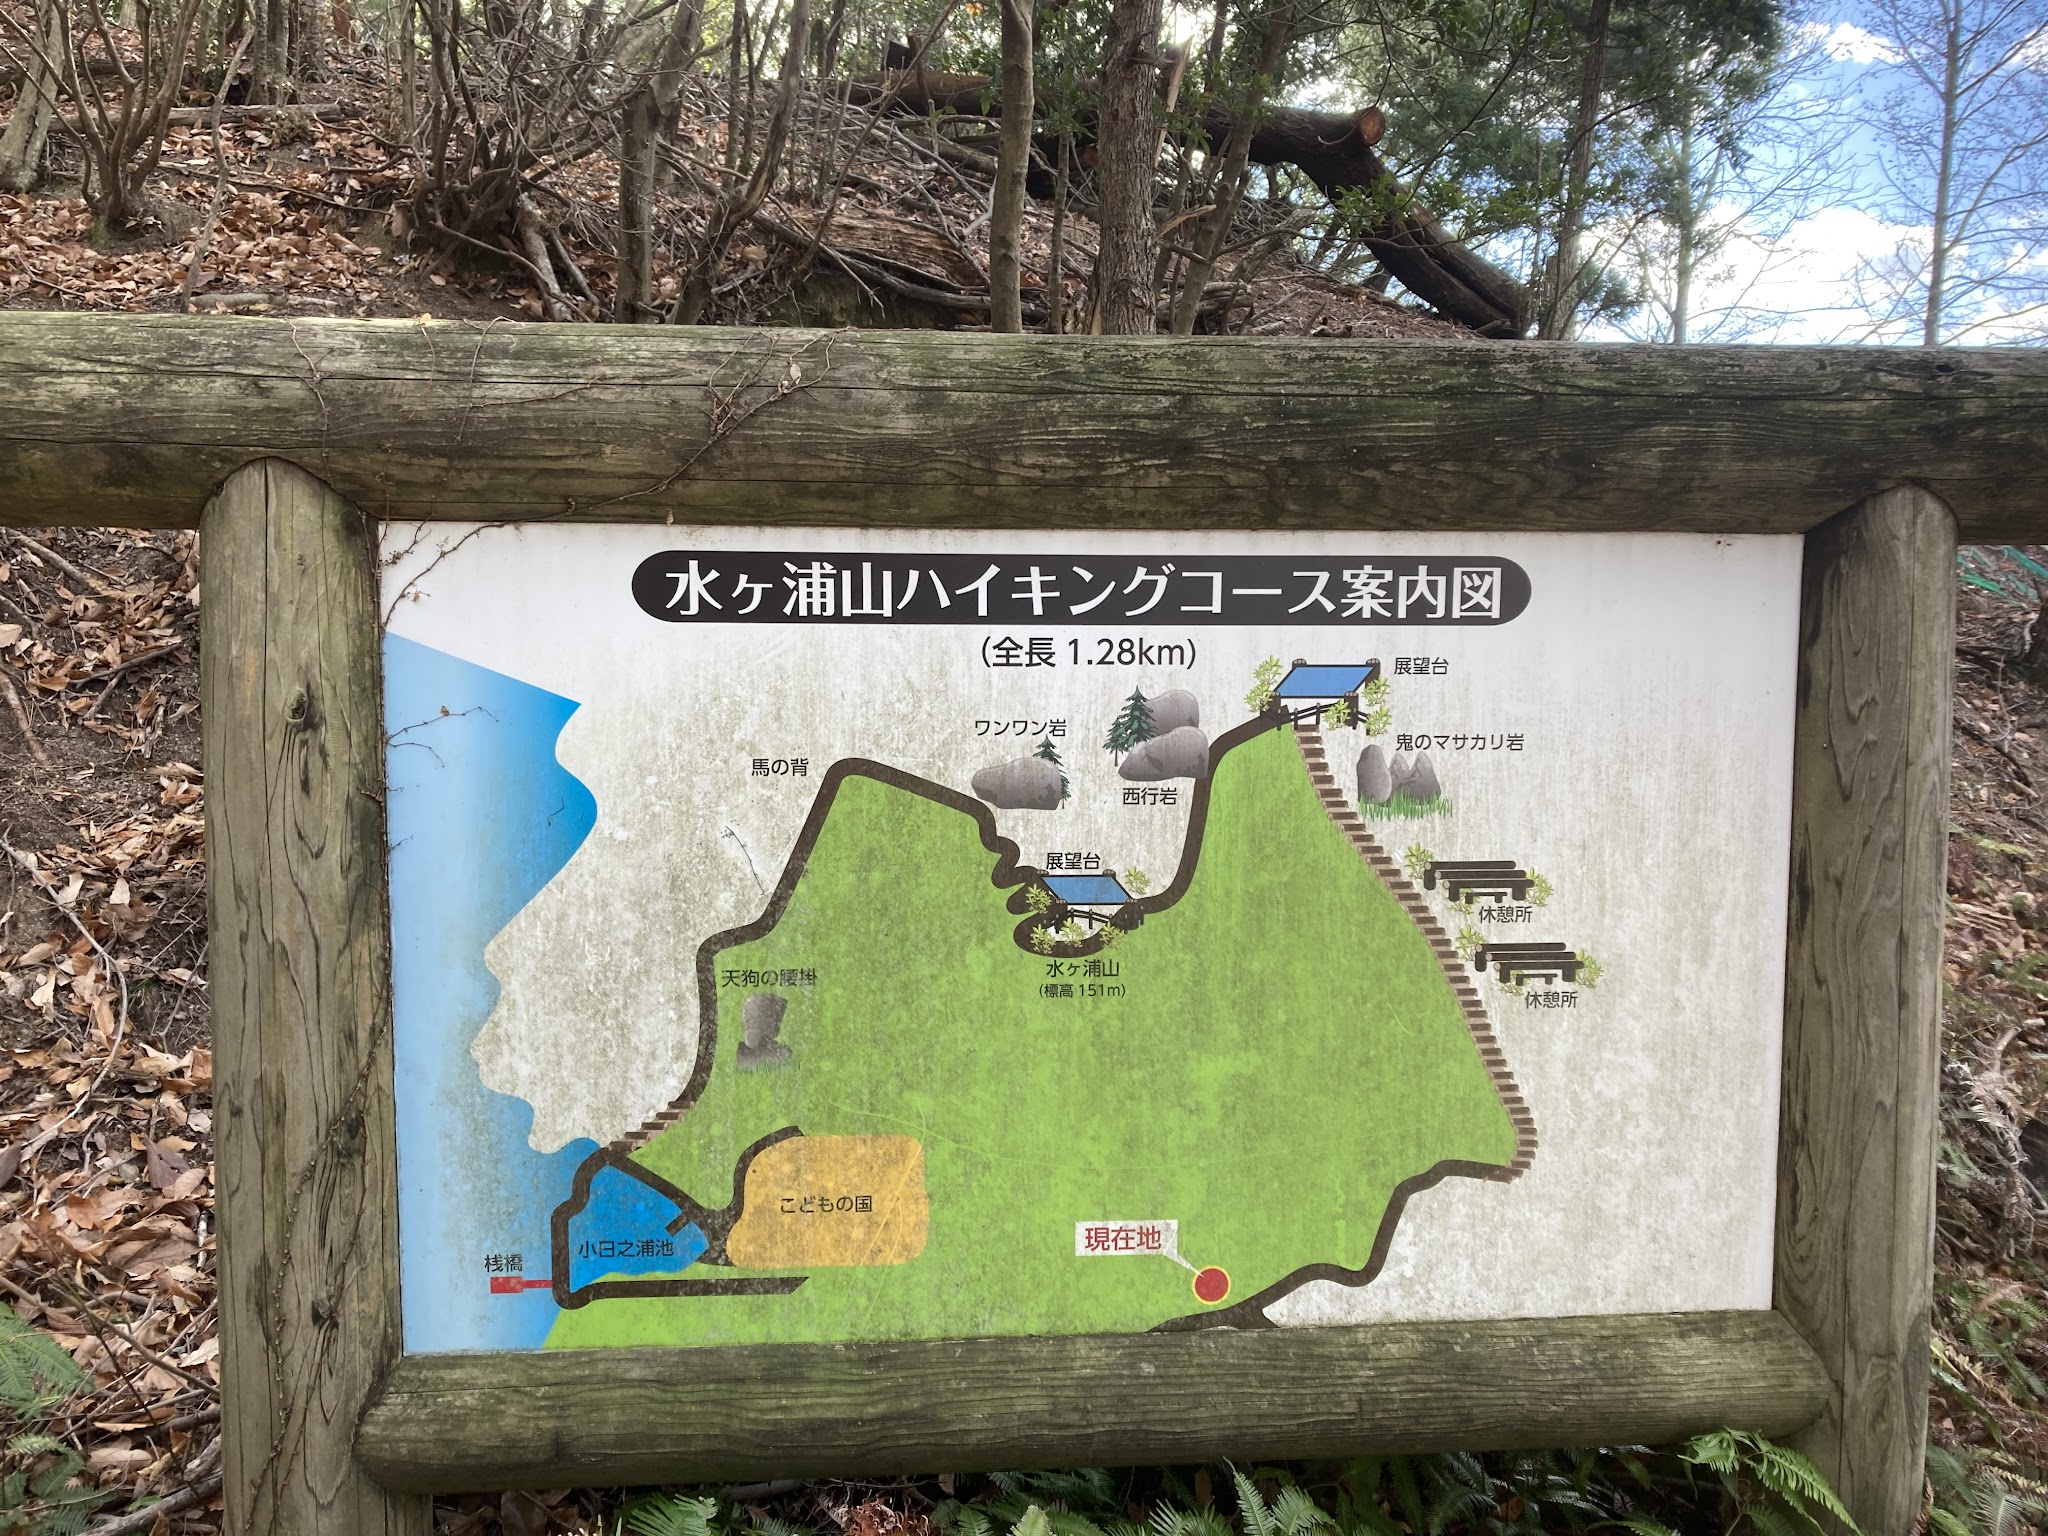 水ヶ浦山ハイキングコース案内図
(全長 1.28km)
展望台
ワンワン岩
鬼のマサカリ岩
馬の背
西行岩
展望台
休憩所
水ヶ浦山
(標高 151m)
天狗の腰掛
休憩所
こどもの国
現在地
小日之浦池
桟橋